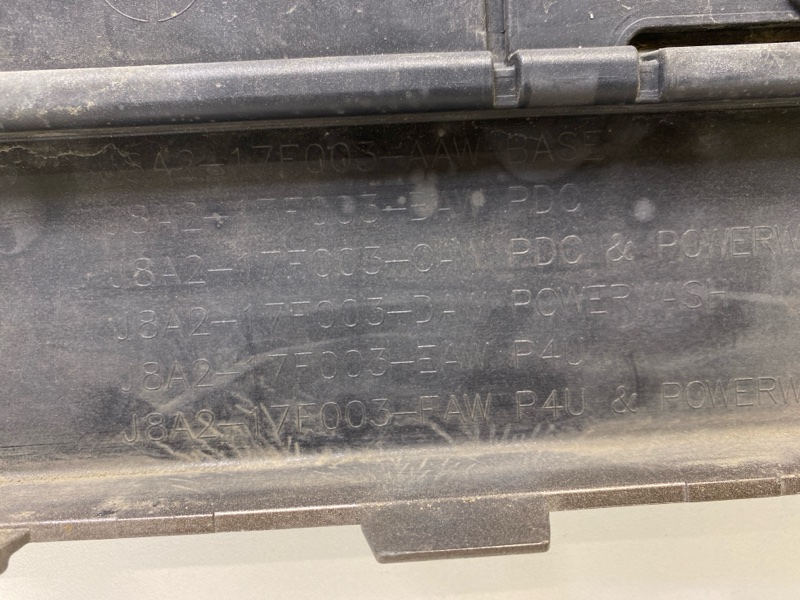 J8A2-17F003-AAW BASE
J8A2-17F003-BAW PDC
J8A2-17F003-CAW PDC & POWERW
J8A2-17F003-DAW POWERWASH
J8A2-17F003-EAW P4U
J8A2-17F003-FAW P4U & POWERW